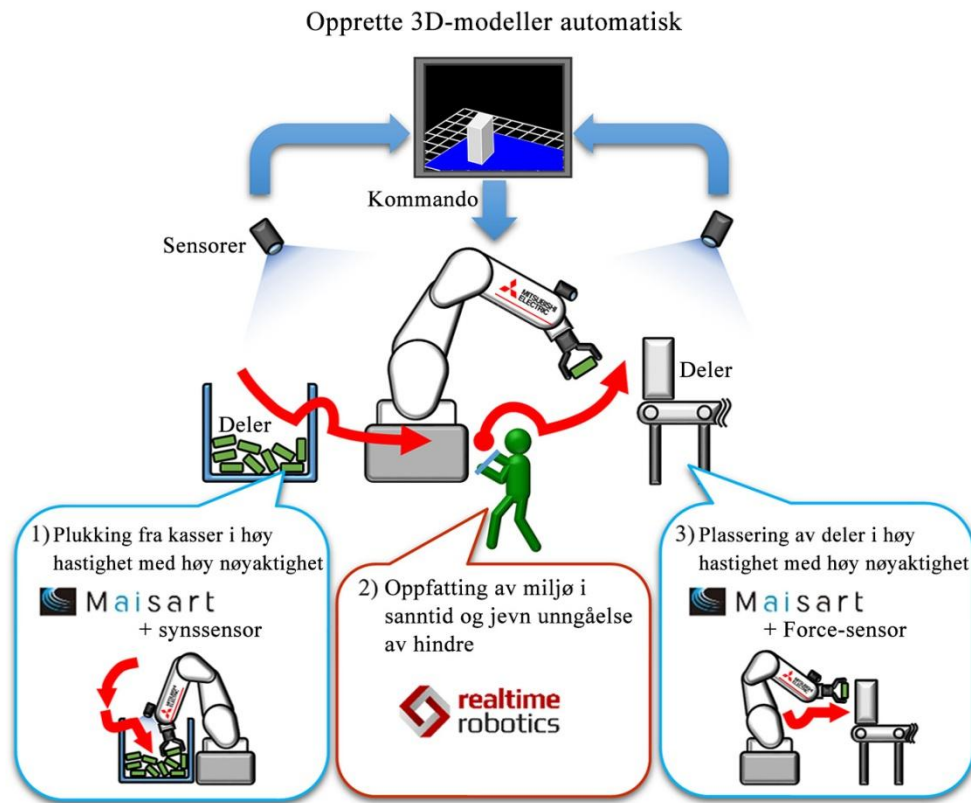 Opprette 3D-modeller automatisk
Kommando
Sensorer
MITSUBISHI
ELECTRIC
Deler
Deler
1) Plukking fra kasser i høy
hastighet med høy nøyaktighet
Maisart
+ synssensor
2) Oppfatting av miljø i
sanntid og jevn unngåelse
av hindre
realtime
robotics
3) Plassering av deler i høy
hastighet med høy nøyaktighet
Maisart
+ Force-sensor